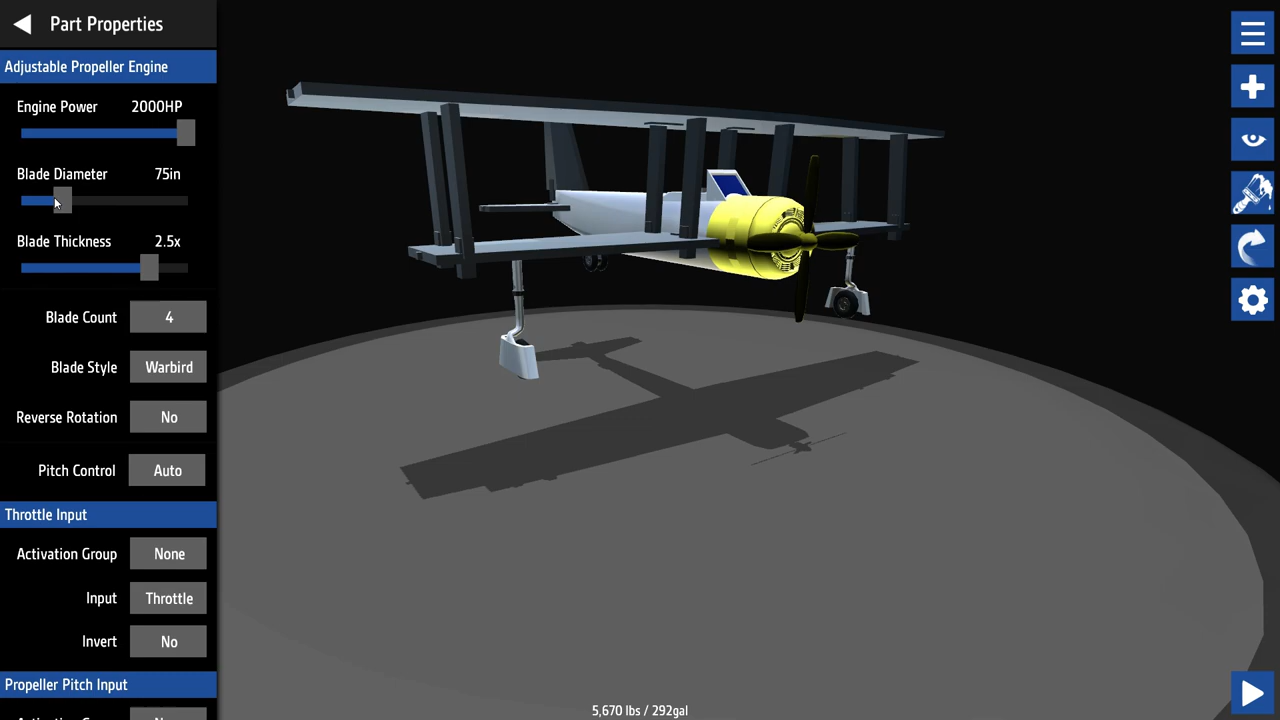 Part Properties
Adjustable Propeller Engine
Engine Power 2000HP
Blade Diameter 75in
Blade Thickness 2.5x
Blade Count 4
Blade Style Warbird
Reverse Rotation No
Pitch Control Auto
Throttle Input
Activation Group None
Input Throttle
Invert No
Propeller Pitch Input
5,670 lbs / 292gal